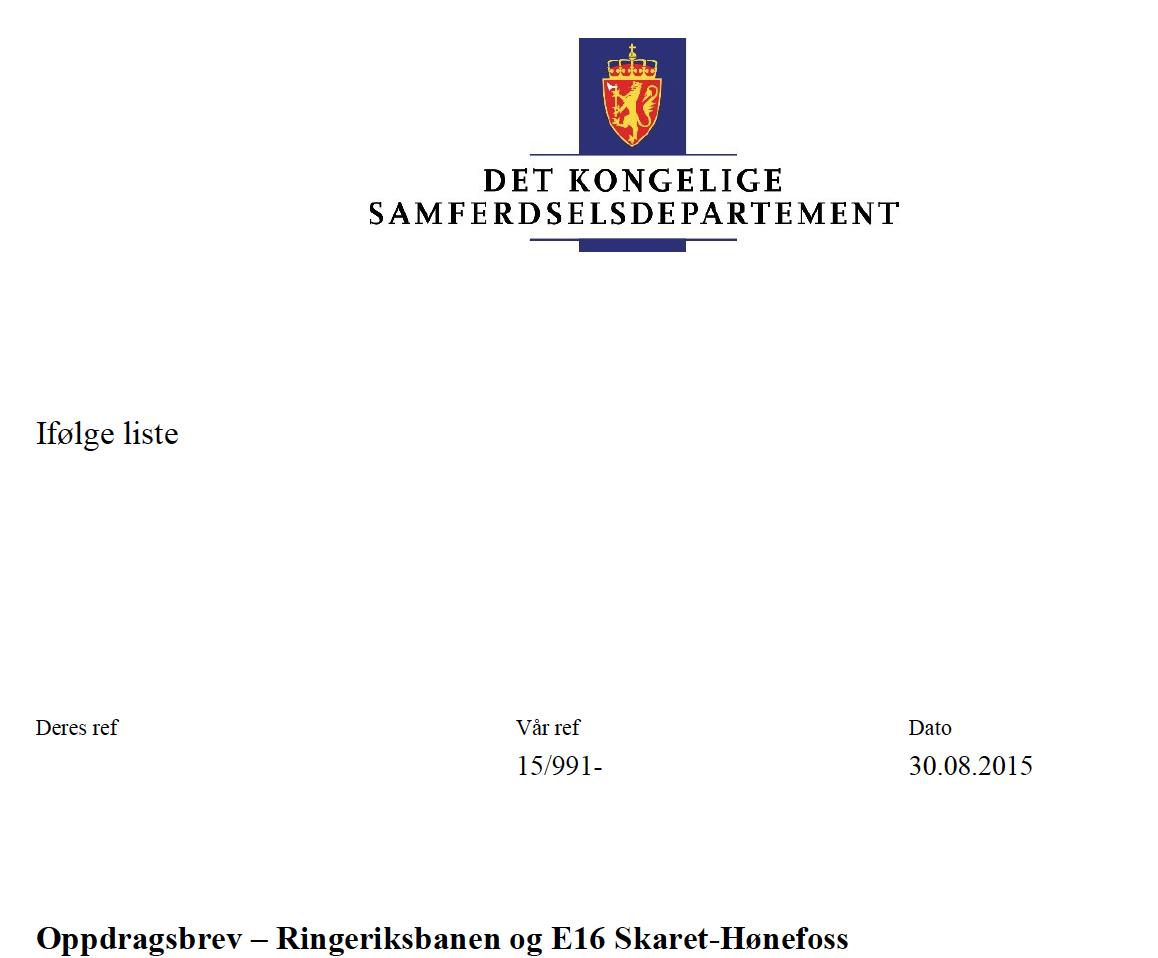 DET KONGELIGE
SAMFERDSELSDEPARTEMENT
Ifølge liste
Deres ref Vår ref Dato
15/991- 30.08.2015
Oppdragsbrev – Ringeriksbanen og E16 Skaret-Hønefoss